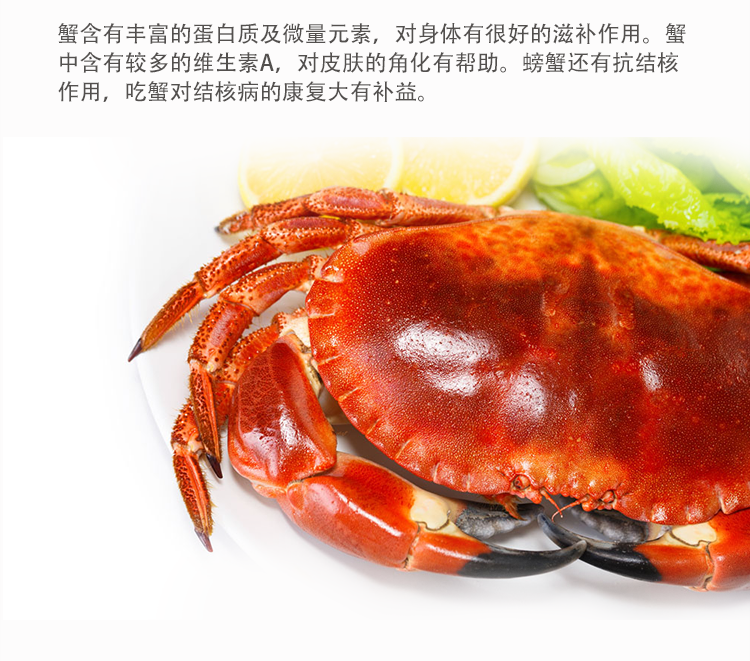 蟹含有丰富的蛋白质及微量元素，对身体有很好的滋补作用。蟹
中含有较多的维生素A，对皮肤的角化有帮助。螃蟹还有抗结核
作用，吃蟹对结核病的康复大有补益。